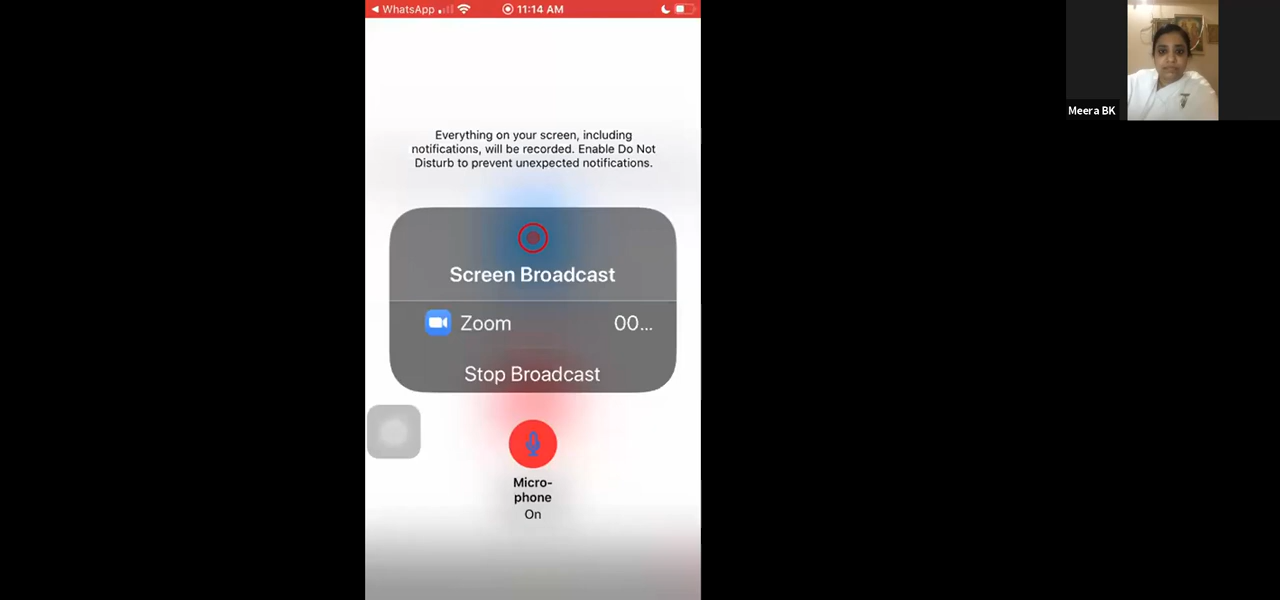 WhatsApp
11:14 AM
Everything on your screen, including
notifications, will be recorded. Enable Do Not
Disturb to prevent unexpected notifications.
Screen Broadcast
Zoom 00...
Stop Broadcast
Micro-
phone
On
Meera BK